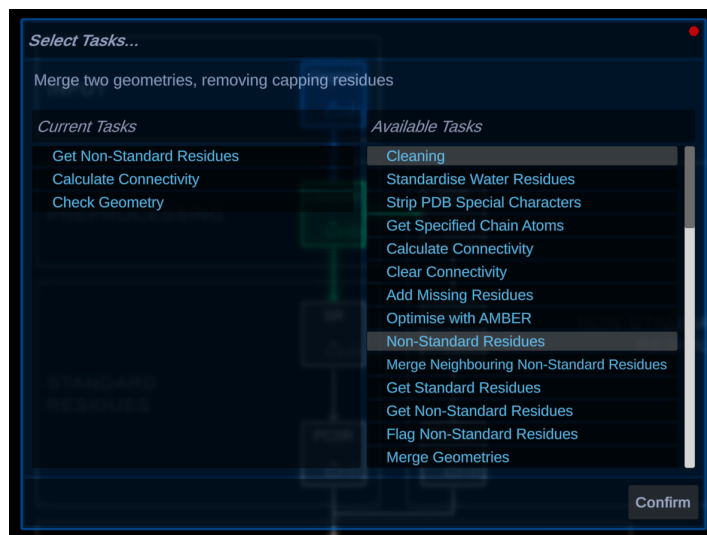 Select Tasks...
Merge two geometries, removing capping residues
Current Tasks
Get Non-Standard Residues
Calculate Connectivity
Check Geometry
Available Tasks
Cleaning
Standardise Water Residues
Strip PDB Special Characters
Get Specified Chain Atoms
Calculate Connectivity
Clear Connectivity
Add Missing Residues
Optimise with AMBER
Non-Standard Residues
Merge Neighbouring Non-Standard Residues
Get Standard Residues
Get Non-Standard Residues
Flag Non-Standard Residues
Merge Geometries
STANDARD
RESIDUES
Confirm